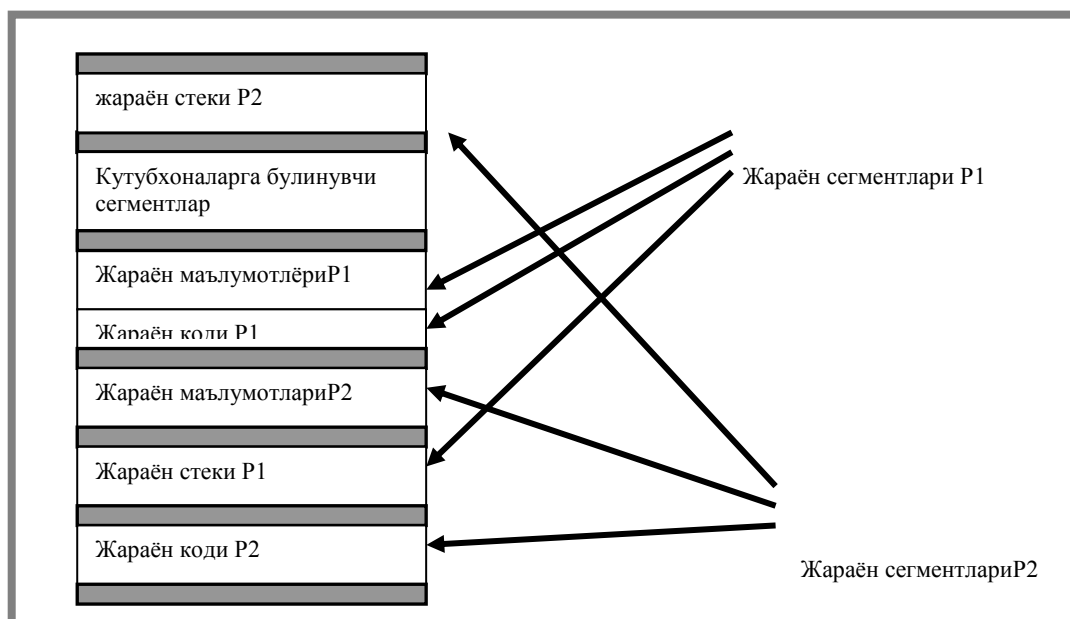 жараён стеки P2
Кутубхоналарга булинувчи
сегментлар
Жараён сегментлари P1
Жараён маълумотлёриP1
Жараён коди P1
Жараён маълумотлариP2
Жараён стеки P1
Жараён коди P2
Жараён сегментлариP2